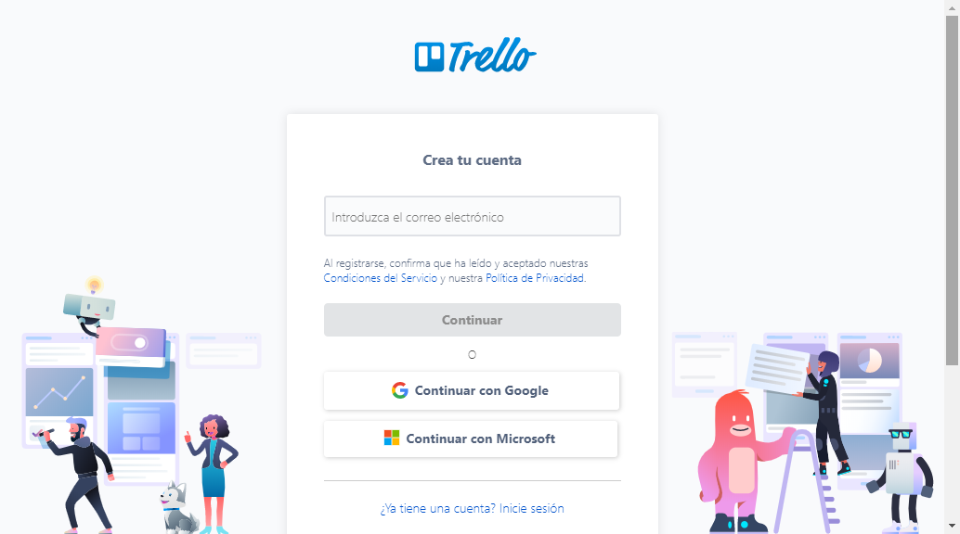 Trello
Crea tu cuenta
Introduzca el correo electrónico
Al registrarse, confirma que ha leído y aceptado nuestras
Condiciones del Servicio y nuestra Política de Privacidad.
Continuar
O
Continuar con Google
Continuar con Microsoft
¿Ya tiene una cuenta? Inicie sesión